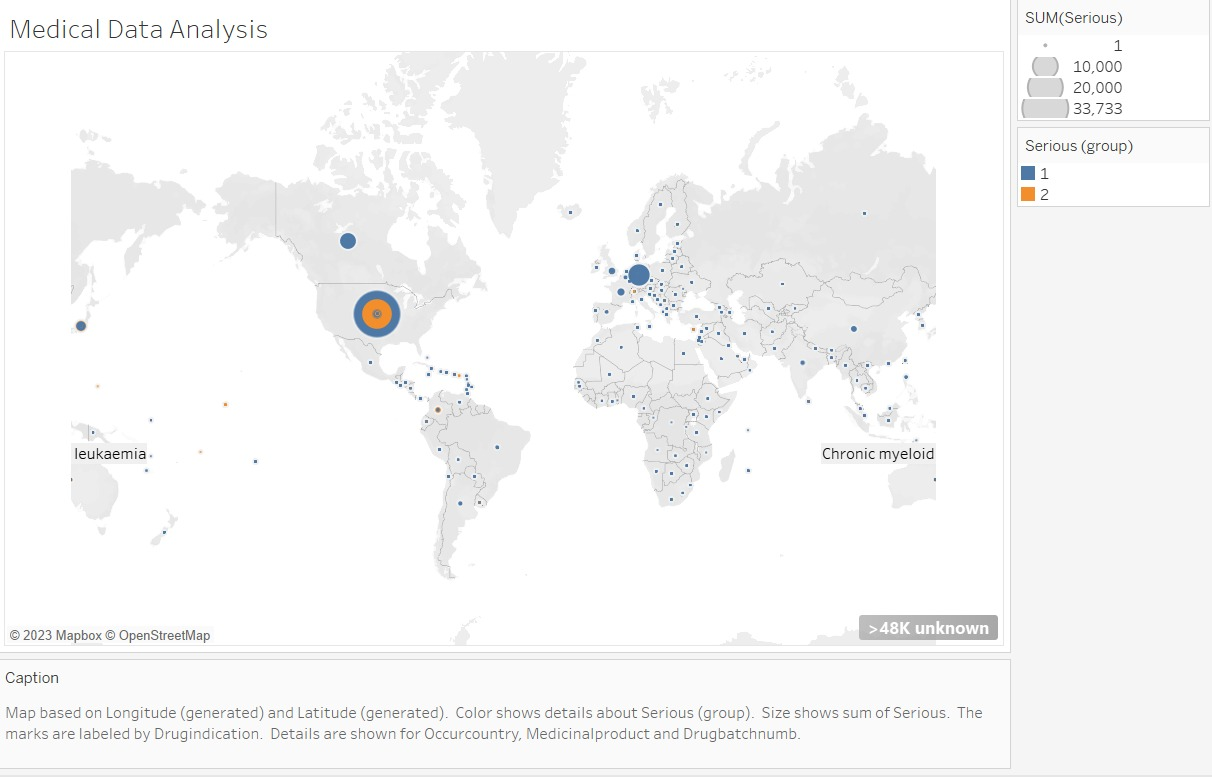 Medical Data Analysis
SUM(Serious)
1
10,000
20,000
33,733
Serious (group)
1
2
leukaemia
Chronic myeloid
© 2023 Mapbox © OpenStreetMap
>48K unknown
Caption
Map based on Longitude (generated) and Latitude (generated).  Color shows details about Serious (group).  Size shows sum of Serious.  The
marks are labeled by Drugindication.  Details are shown for Occurcountry, Medicinalproduct and Drugbatchnumb.